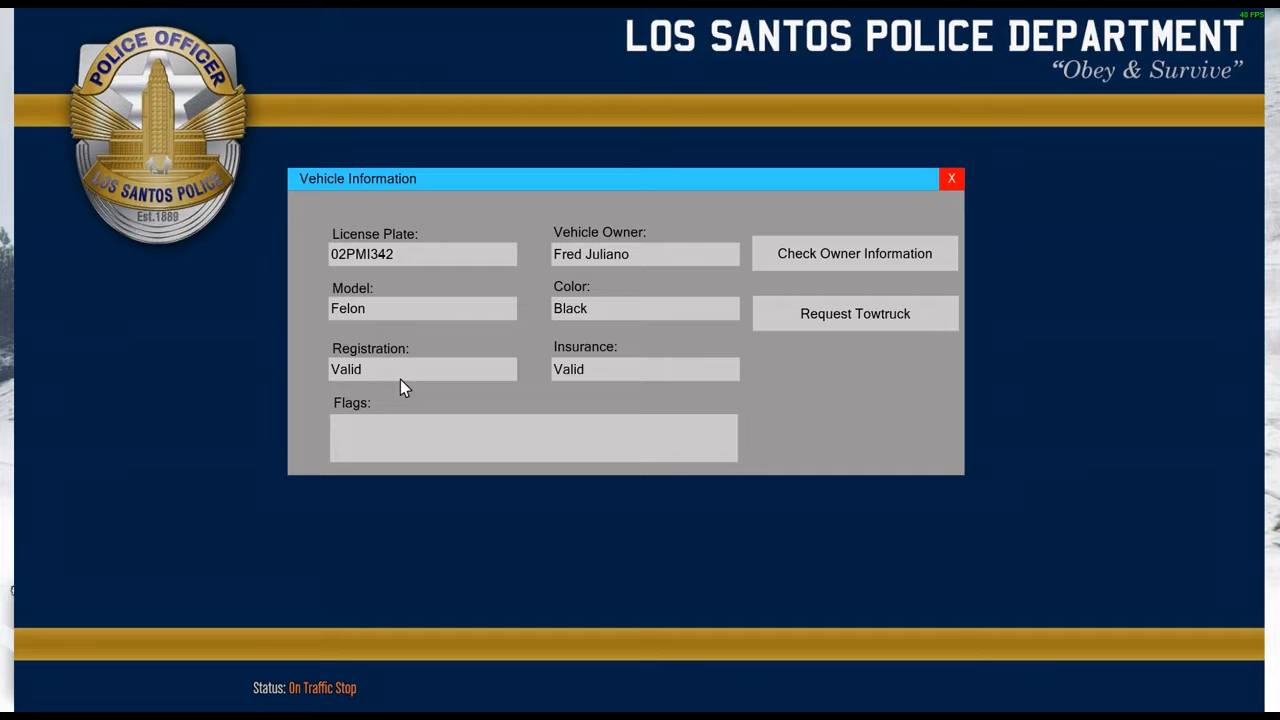 48 FPS
LOS SANTOS POLICE DEPARTMENT
“Obey & Survive”
POLICE OFFICER
LOS SANTOS POLICE
Est.1889
Vehicle Information
X
License Plate:
Vehicle Owner:
02PMI342
Fred Juliano
Check Owner Information
Model:
Color:
Felon
Black
Request Towtruck
Registration:
Insurance:
Valid
Valid
Flags:
Status: On Traffic Stop